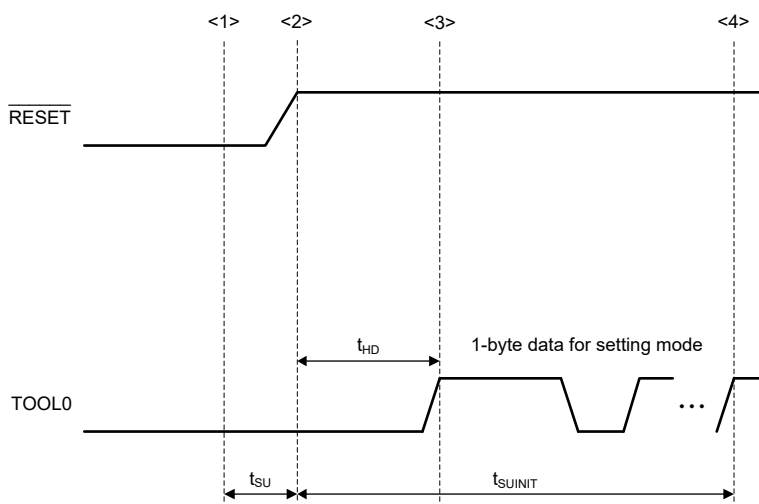 <1> <2> <3> <4>
RESET
tHD
1-byte data for setting mode
TOOL0
...
tSU
tSUINIT